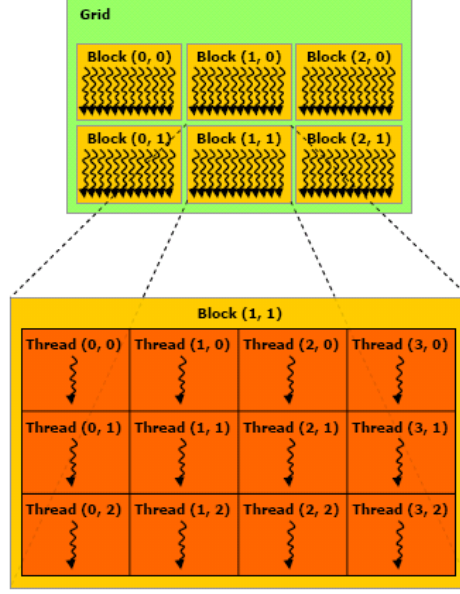 Grid
Block (0, 0) Block (1, 0) Block (2, 0)
Block (0, 1) Block (1, 1) Block (2, 1)
Block (1, 1)
Thread (0, 0) Thread (1, 0) Thread (2, 0) Thread (3, 0)
Thread (0, 1) Thread (1, 1) Thread (2, 1) Thread (3, 1)
Thread (0, 2) Thread (1, 2) Thread (2, 2) Thread (3, 2)